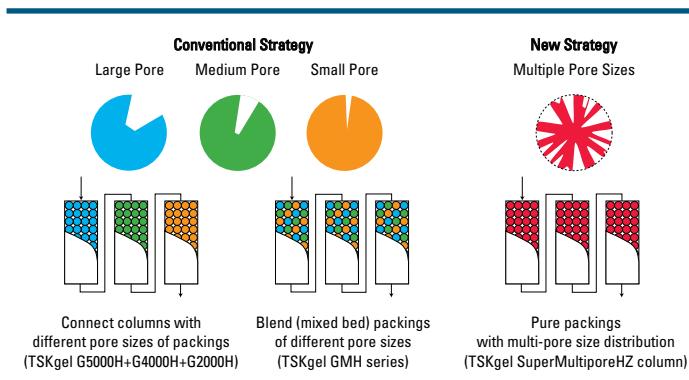 Conventional Strategy
New Strategy
Large Pore
Medium Pore
Small Pore
Multiple Pore Sizes
Connect columns with
different pore sizes of packings
(TSKgel G5000H+G4000H+G2000H)
Blend (mixed bed) packings
of different pore sizes
(TSKgel GMH series)
Pure packings
with multi-pore size distribution
(TSKgel SuperMultiporeHZ column)